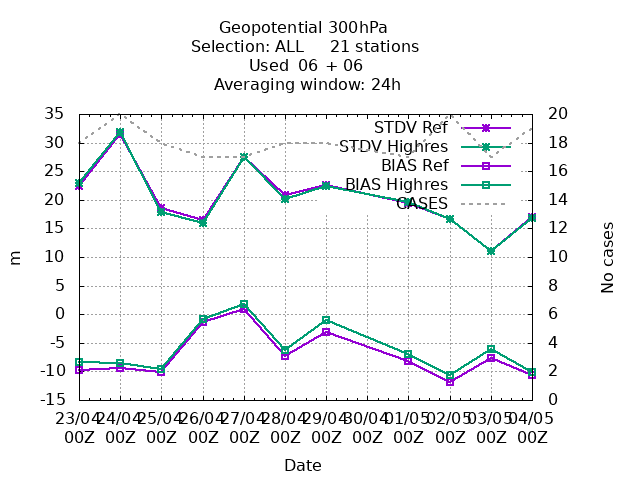 Geopotential 300hPa
Selection: ALL 21 stations
Used 06 + 06
Averaging window: 24h
35
30
25
20
15
10
5
0
-5
-10
-15
m
20
18
16
14
12
10
8
6
4
2
0
No cases
STDV Ref
STDV Highres
BIAS Ref
BIAS Highres
CASES
23/04 24/04 25/04 26/04 27/04 28/04 29/04 30/04 01/05 02/05 03/05 04/05
00Z 00Z 00Z 00Z 00Z 00Z 00Z 00Z 00Z 00Z 00Z 00Z
Date